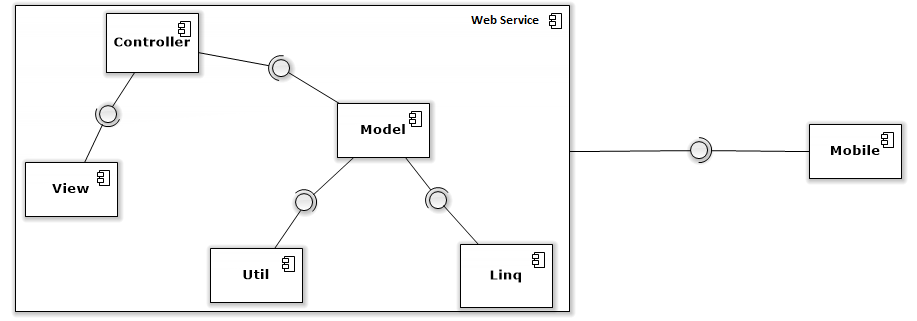 Web Service
Controller
Model
Mobile
View
Util
Linq